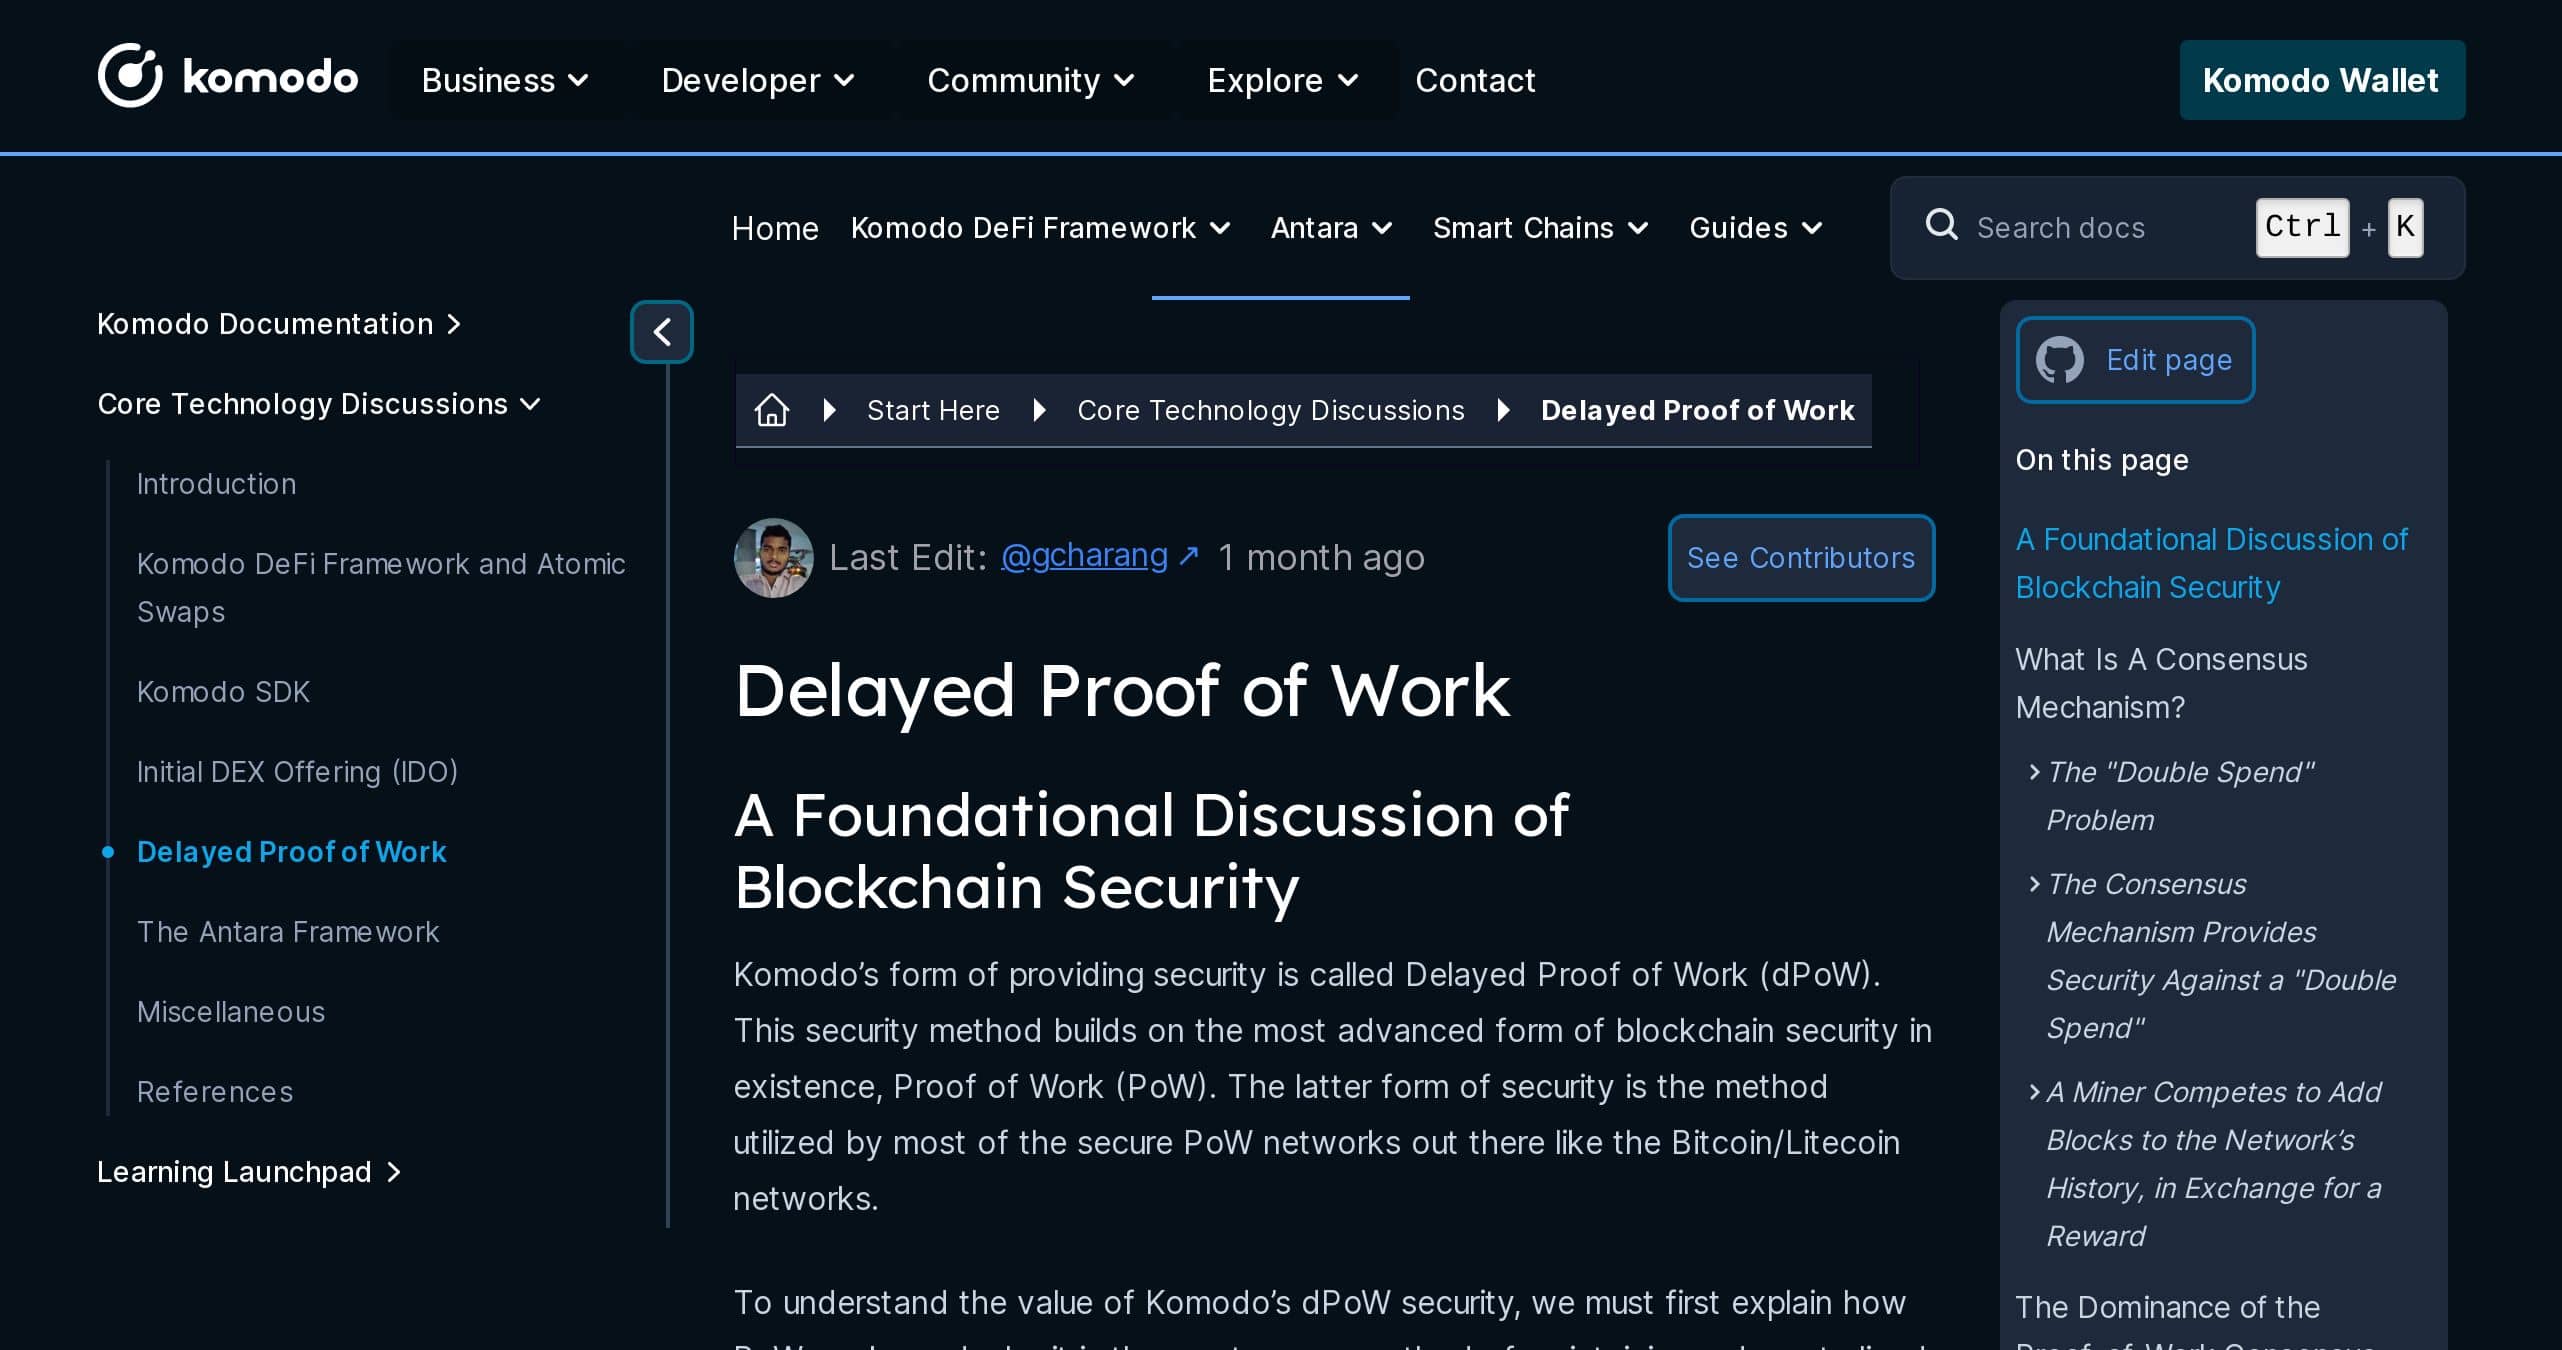 komodo
Business
Developer
Community
Explore
Contact
Komodo Wallet
Home
Komodo DeFi Framework
Antara
Smart Chains
Guides
Search docs
Ctrl + K
Komodo Documentation
Core Technology Discussions
Introduction
Komodo DeFi Framework and Atomic
Swaps
Komodo SDK
Initial DEX Offering (IDO)
Delayed Proof of Work
The Antara Framework
Miscellaneous
References
Learning Launchpad
Start Here
Core Technology Discussions
Delayed Proof of Work
Last Edit: @gcharang ↗ 1 month ago
See Contributors
Delayed Proof of Work
A Foundational Discussion of
Blockchain Security
Komodo’s form of providing security is called Delayed Proof of Work (dPoW).
This security method builds on the most advanced form of blockchain security in
existence, Proof of Work (PoW). The latter form of security is the method
utilized by most of the secure PoW networks out there like the Bitcoin/Litecoin
networks.
To understand the value of Komodo’s dPoW security, we must first explain how
Edit page
On this page
A Foundational Discussion of
Blockchain Security
What Is A Consensus
Mechanism?
The "Double Spend"
Problem
The Consensus
Mechanism Provides
Security Against a "Double
Spend"
A Miner Competes to Add
Blocks to the Network’s
History, in Exchange for a
Reward
The Dominance of the
Proof-of-Work Consensus